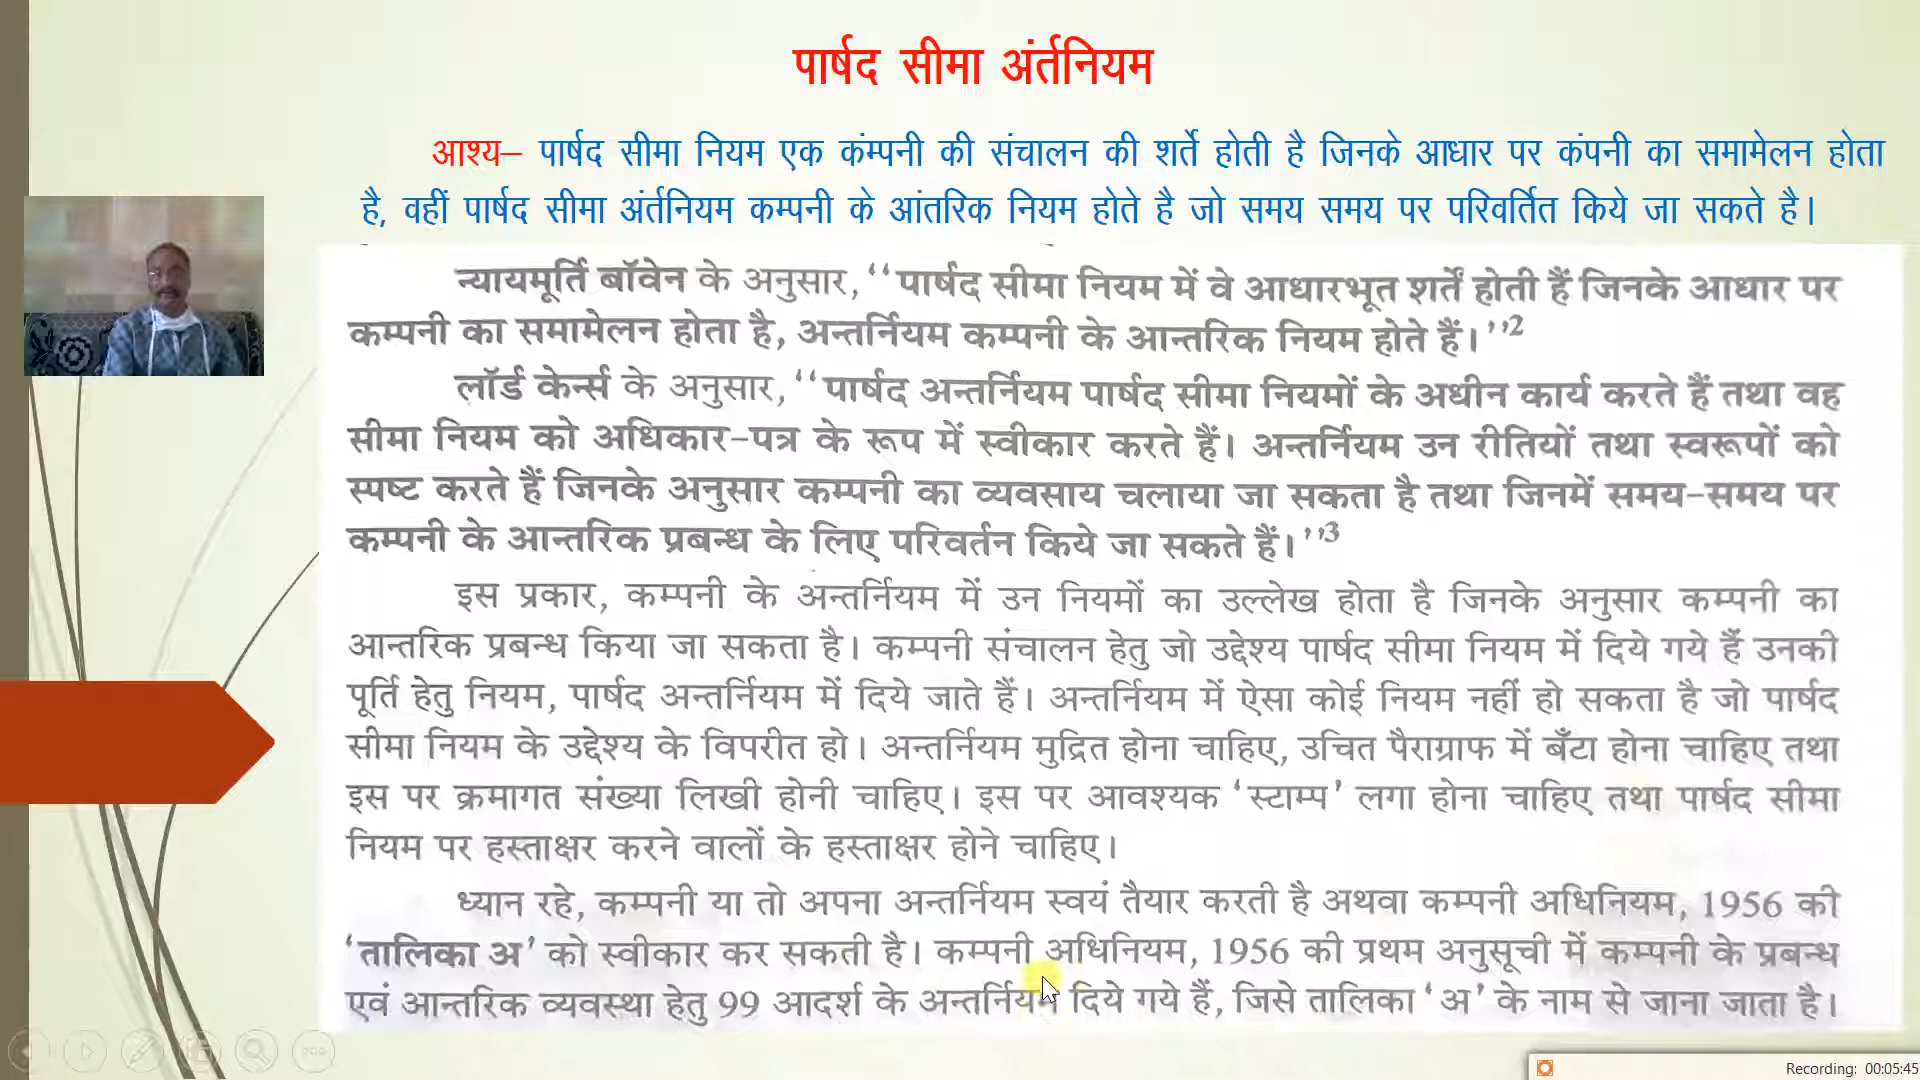 पार्षद सीमा अंर्तनियम
आश्य– पार्षद सीमा नियम एक कंम्पनी की संचालन की शर्ते होती है जिनके आधार पर कंपनी का समामेलन होता
है, वहीं पार्षद सीमा अंर्तनियम कम्पनी के आंतरिक नियम होते है जो समय समय पर परिवर्तित किये जा सकते है।
न्यायमूर्ति बॉवेन के अनुसार, ‘‘पार्षद सीमा नियम में वे आधारभूत शर्तें होती हैं जिनके आधार पर
कम्पनी का समामेलन होता है, अन्तर्नियम कम्पनी के आन्तरिक नियम होते हैं।’’2
लॉर्ड केर्न्स के अनुसार, ‘‘पार्षद अन्तर्नियम पार्षद सीमा नियमों के अधीन कार्य करते हैं तथा वह
सीमा नियम को अधिकार-पत्र के रूप में स्वीकार करते हैं। अन्तर्नियम उन रीतियों तथा स्वरूपों को
स्पष्ट करते हैं जिनके अनुसार कम्पनी का व्यवसाय चलाया जा सकता है तथा जिनमें समय-समय पर
कम्पनी के आन्तरिक प्रबन्ध के लिए परिवर्तन किये जा सकते हैं।’’3
इस प्रकार, कम्पनी के अन्तर्नियम में उन नियमों का उल्लेख होता है जिनके अनुसार कम्पनी का
आन्तरिक प्रबन्ध किया जा सकता है। कम्पनी संचालन हेतु जो उद्देश्य पार्षद सीमा नियम में दिये गये हैं उनकी
पूर्ति हेतु नियम, पार्षद अन्तर्नियम में दिये जाते हैं। अन्तर्नियम में ऐसा कोई नियम नहीं हो सकता है जो पार्षद
सीमा नियम के उद्देश्य के विपरीत हो। अन्तर्नियम मुद्रित होना चाहिए, उचित पैराग्राफ में बँटा होना चाहिए तथा
इस पर क्रमागत संख्या लिखी होनी चाहिए। इस पर आवश्यक ‘स्टाम्प’ लगा होना चाहिए तथा पार्षद सीमा
नियम पर हस्ताक्षर करने वालों के हस्ताक्षर होने चाहिए।
ध्यान रहे, कम्पनी या तो अपना अन्तर्नियम स्वयं तैयार करती है अथवा कम्पनी अधिनियम, 1956 की
‘तालिका अ’ को स्वीकार कर सकती है। कम्पनी अधिनियम, 1956 की प्रथम अनुसूची में कम्पनी के प्रबन्ध
एवं आन्तरिक व्यवस्था हेतु 99 आदर्श के अन्तर्नियम दिये गये हैं, जिसे तालिका ‘अ’ के नाम से जाना जाता है।
Recording: 00:05:45